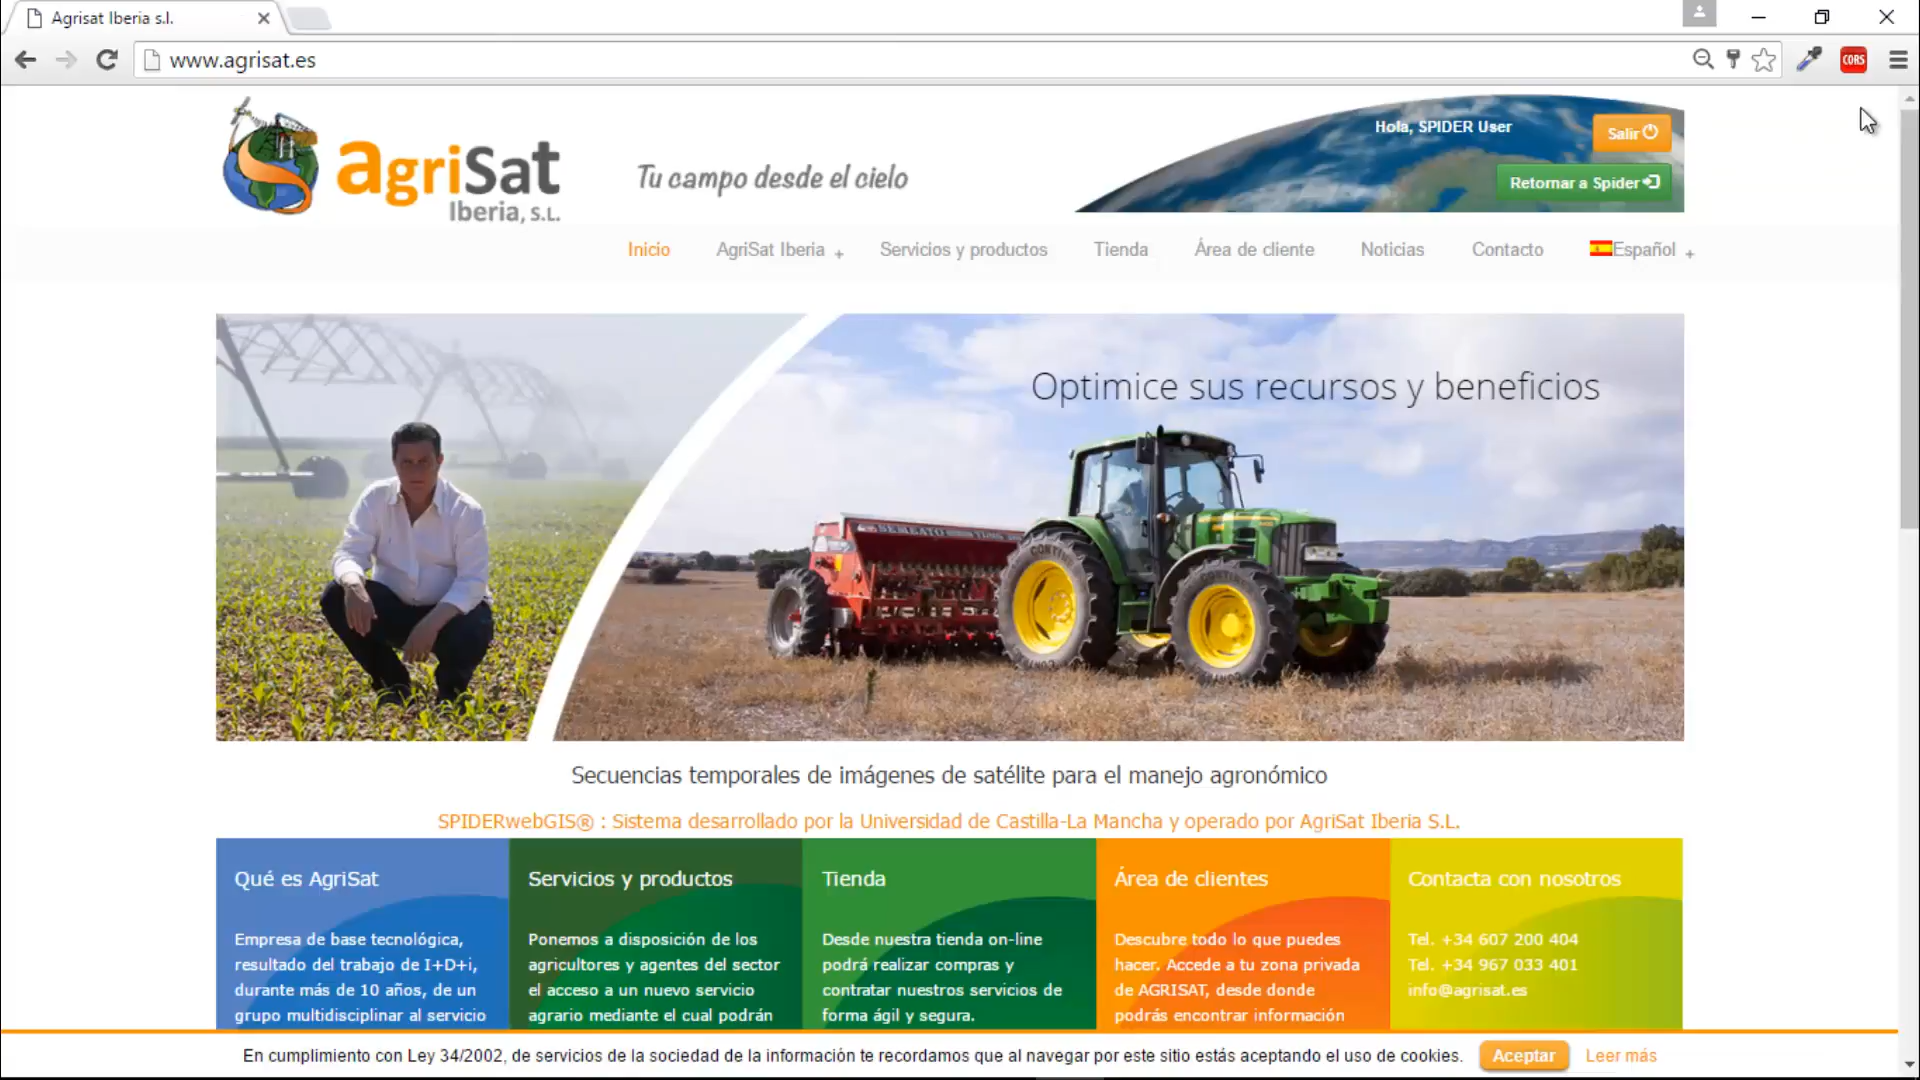 Agrisat Iberia s.l.
www.agrisat.es
CORS
agriSat
Iberia, S.L.
Tu campo desde el cielo
Hola, SPIDER User
Salir
Retornar a Spider
Inicio
AgriSat Iberia +
Servicios y productos
Tienda
Área de cliente
Noticias
Contacto
Español +
Optimice sus recursos y beneficios
SEMEATO
Secuencias temporales de imágenes de satélite para el manejo agronómico
SPIDERwebGIS® : Sistema desarrollado por la Universidad de Castilla-La Mancha y operado por AgriSat Iberia S.L.
Qué es AgriSat
Empresa de base tecnológica,
resultado del trabajo de I+D+i,
durante más de 10 años, de un
grupo multidisciplinar al servicio
Servicios y productos
Ponemos a disposición de los
agricultores y agentes del sector
el acceso a un nuevo servicio
agrario mediante el cual podrán
Tienda
Desde nuestra tienda on-line
podrá realizar compras y
contratar nuestros servicios de
forma ágil y segura.
Área de clientes
Descubre todo lo que puedes
hacer. Accede a tu zona privada
de AGRISAT, desde donde
podrás encontrar información
Contacta con nosotros
Tel. +34 607 200 404
Tel. +34 967 033 401
info@agrisat.es
En cumplimiento con Ley 34/2002, de servicios de la sociedad de la información te recordamos que al navegar por este sitio estás aceptando el uso de cookies.
Aceptar
Leer más